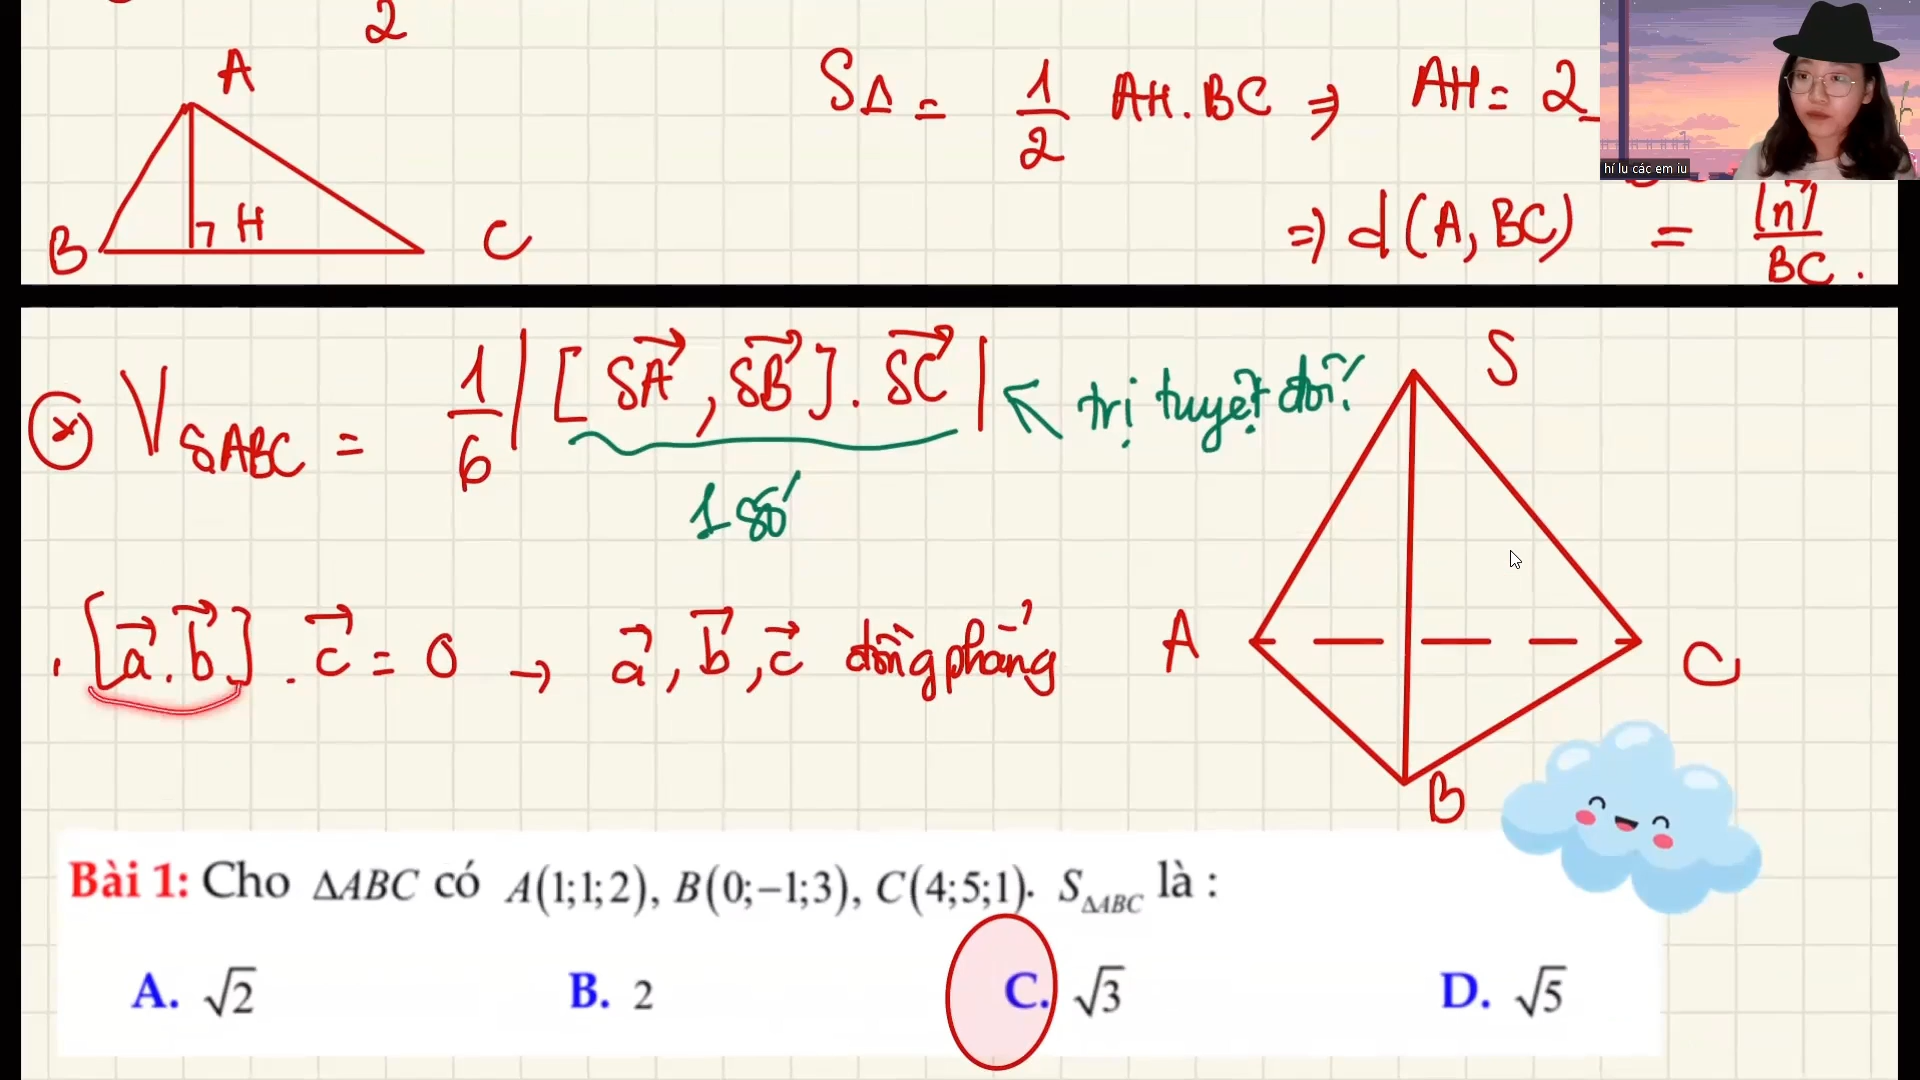 2
A
B H C
S∆ = 1/2 AH.BC ⇒ AH = 2
⇒ d(A, BC) = |n⃗|/BC .
hí lu các em iu
⊛ V_SABC = 1/6 | [SA⃗, SB⃗]. SC⃗ | ← trị tuyệt đối
1 số
. [a⃗.b⃗] . c⃗ = 0 → a⃗, b⃗, c⃗ đồng phẳng
S
A
C
B
Bài 1: Cho ΔABC có A(1;1;2), B(0;−1;3), C(4;5;1). S_ΔABC là :
A. √2 B. 2 C. √3 D. √5